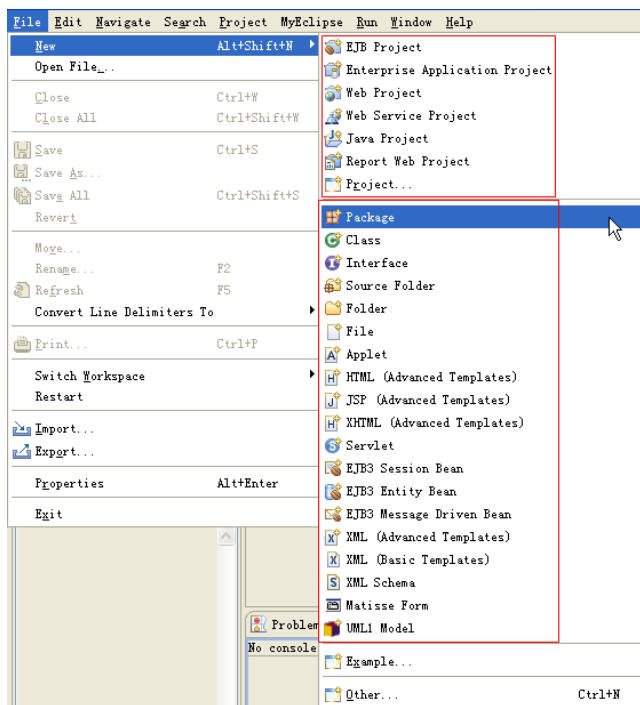 File Edit Navigate Search Project MyEclipse Run Window Help
New Alt+Shift+N
Open File...
Close Ctrl+W
Close All Ctrl+Shift+W
Save Ctrl+S
Save As...
Save All Ctrl+Shift+S
Revert
Move...
Rename... F2
Refresh F5
Convert Line Delimiters To
Print... Ctrl+P
Switch Workspace
Restart
Import...
Export...
Properties Alt+Enter
Exit
EJB Project
Enterprise Application Project
Web Project
Web Service Project
Java Project
Report Web Project
Project...
Package
Class
Interface
Source Folder
Folder
File
Applet
HTML (Advanced Templates)
JSP (Advanced Templates)
XHTML (Advanced Templates)
Servlet
EJB3 Session Bean
EJB3 Entity Bean
EJB3 Message Driven Bean
XML (Advanced Templates)
XML (Basic Templates)
XML Schema
Matisse Form
UML1 Model
Example...
Other... Ctrl+N
Problem
No console